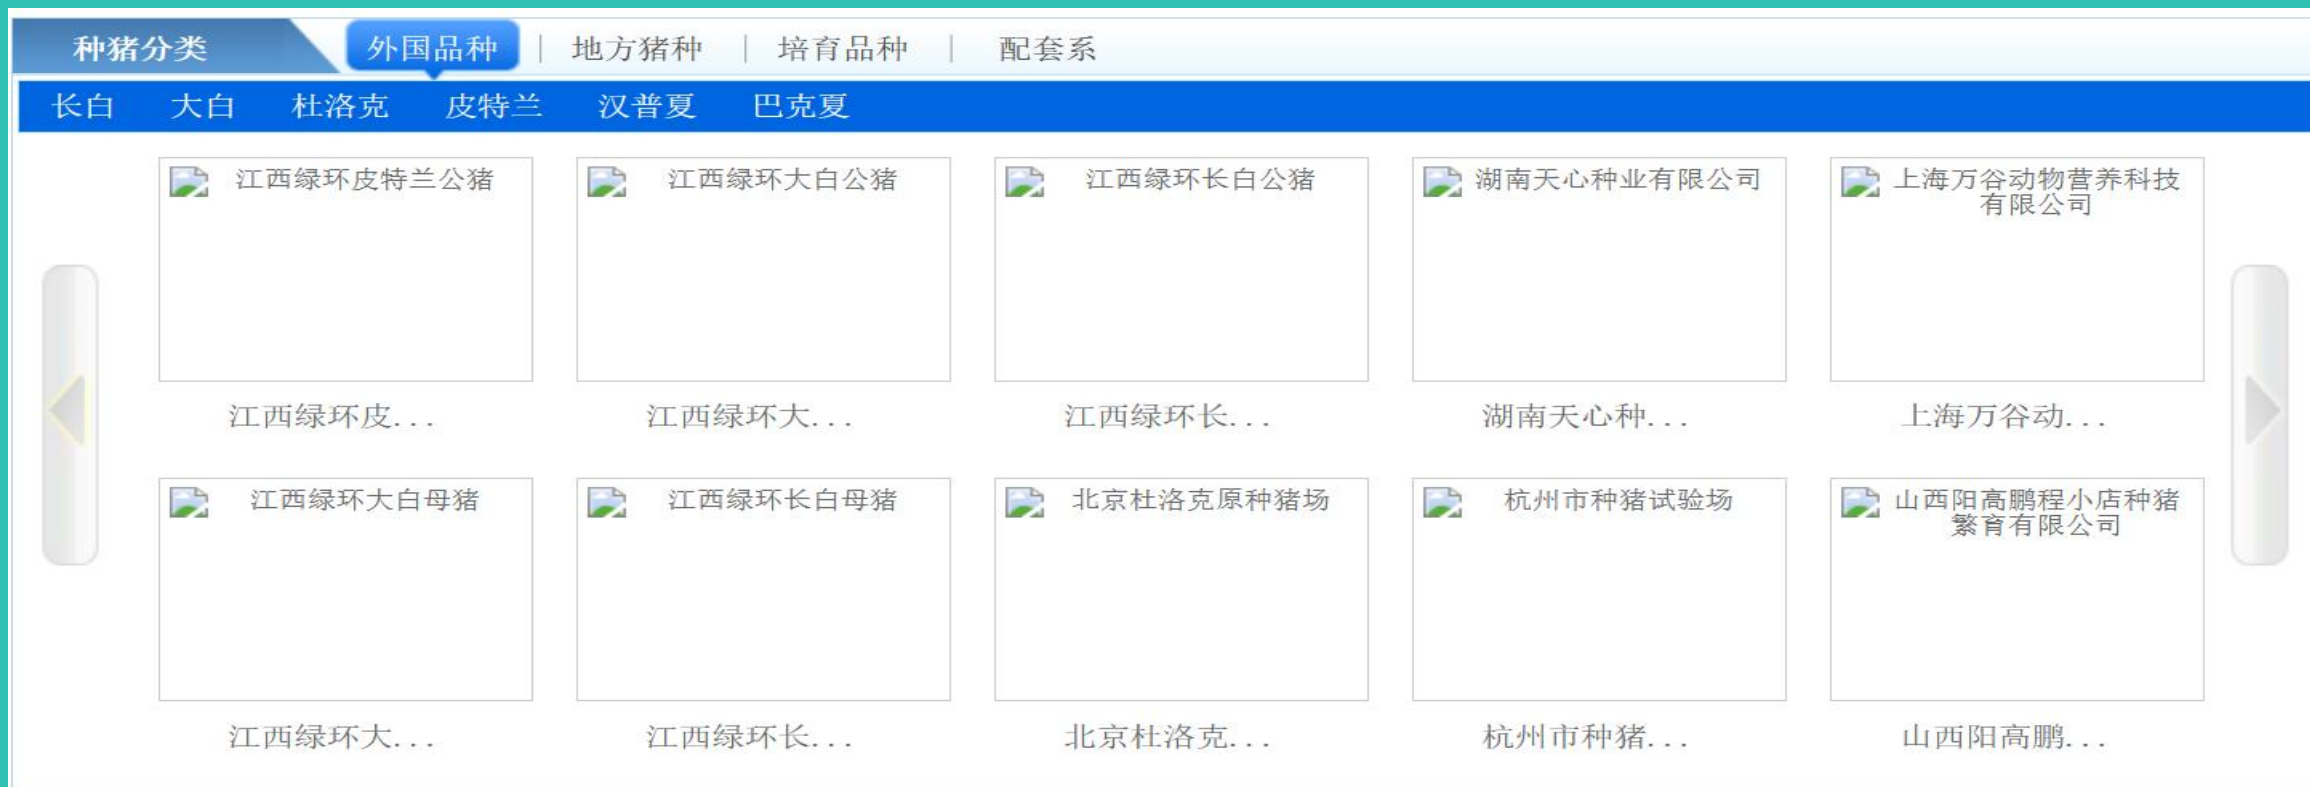 种猪分类 外国品种 | 地方猪种 | 培育品种 | 配套系
长白 大白 杜洛克 皮特兰 汉普夏 巴克夏
江西绿环皮特兰公猪
江西绿环大白公猪
江西绿环长白公猪
湖南天心种业有限公司
上海万谷动物营养科技
有限公司
江西绿环皮...
江西绿环大...
江西绿环长...
湖南天心种...
上海万谷动...
江西绿环大白母猪
江西绿环长白母猪
北京杜洛克原种猪场
杭州市种猪试验场
山西阳高鹏程小店种猪
繁育有限公司
江西绿环大...
江西绿环长...
北京杜洛克...
杭州市种猪...
山西阳高鹏...